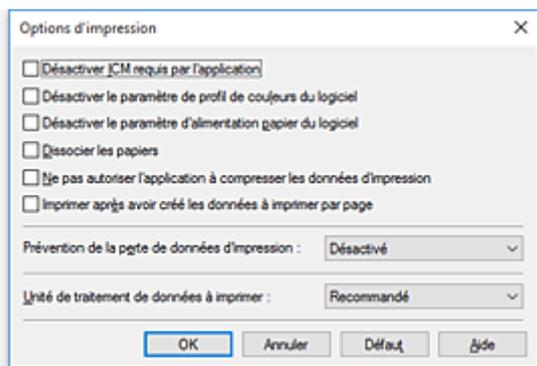 Options d'impression
Désactiver ICM requis par l'application
Désactiver le paramètre de profil de couleurs du logiciel
Désactiver le paramètre d'alimentation papier du logiciel
Dissocier les papiers
Ne pas autoriser l'application à compresser les données d'impression
Imprimer après avoir créé les données à imprimer par page
Prévention de la perte de données d'impression : Désactivé
Unité de traitement de données à imprimer : Recommandé
OK Annuler Défaut Aide